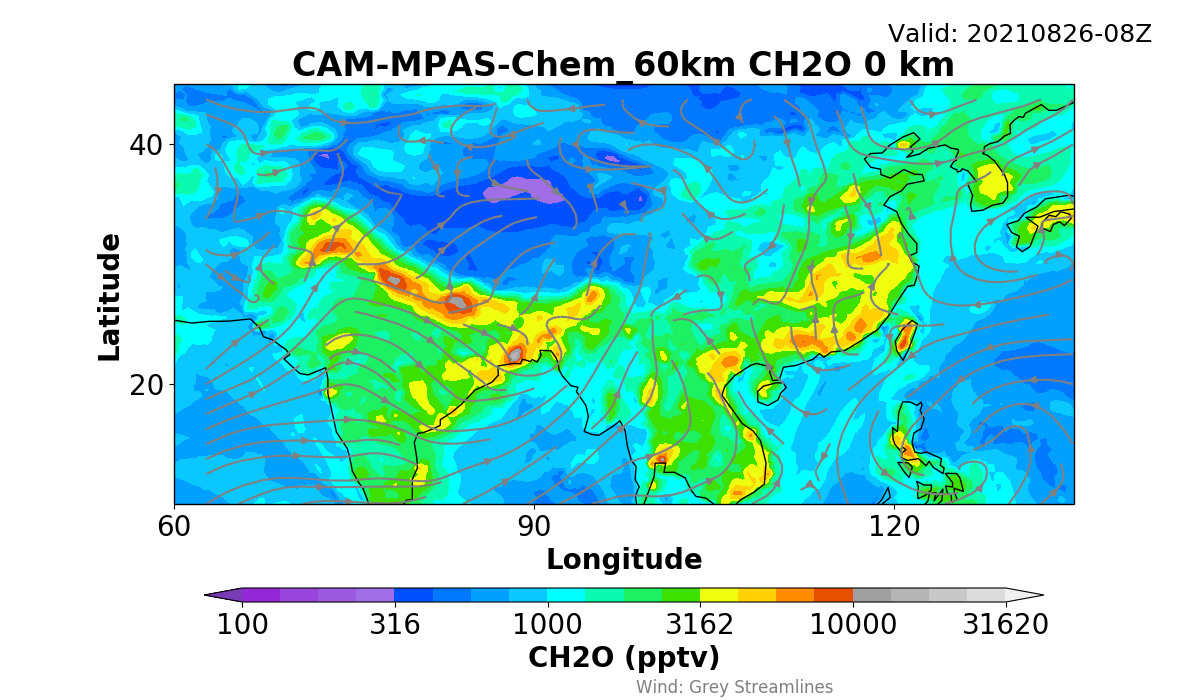 Valid: 20210826-08Z
CAM-MPAS-Chem_60km CH2O 0 km
40
20
Latitude
60 90 120
Longitude
100 316 1000 3162 10000 31620
CH2O (pptv)
Wind: Grey Streamlines